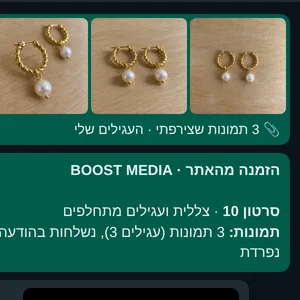 📎 3 תמונות שצירפתי · העגילים שלי
הזמנה מהאתר · BOOST MEDIA
סרטון 10 · צללית ועגילים מתחלפים
תמונות: 3 תמונות (עגילים 3), נשלחות בהודעה
נפרדת